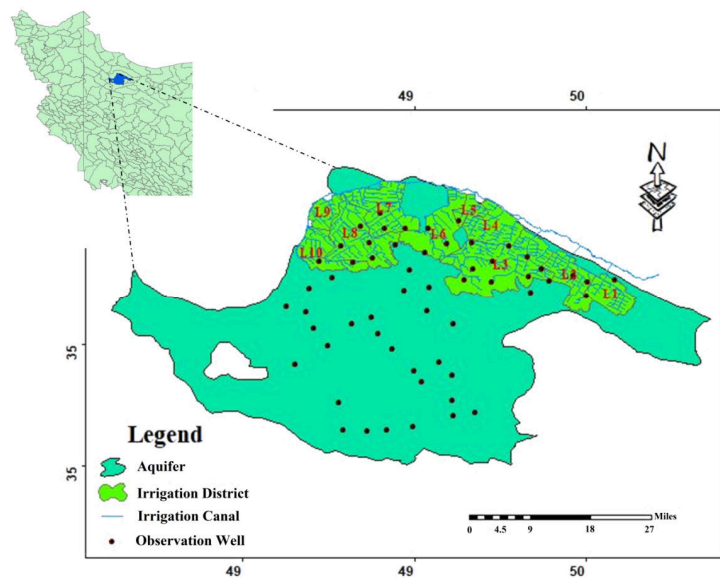 49
50
N
L9
L7
L5
L8
L4
L6
L10
L3
L2
L1
35
35
Legend
Aquifer
Irrigation District
Irrigation Canal
Observation Well
Miles
0 4.5 9 18 27
49
49
50